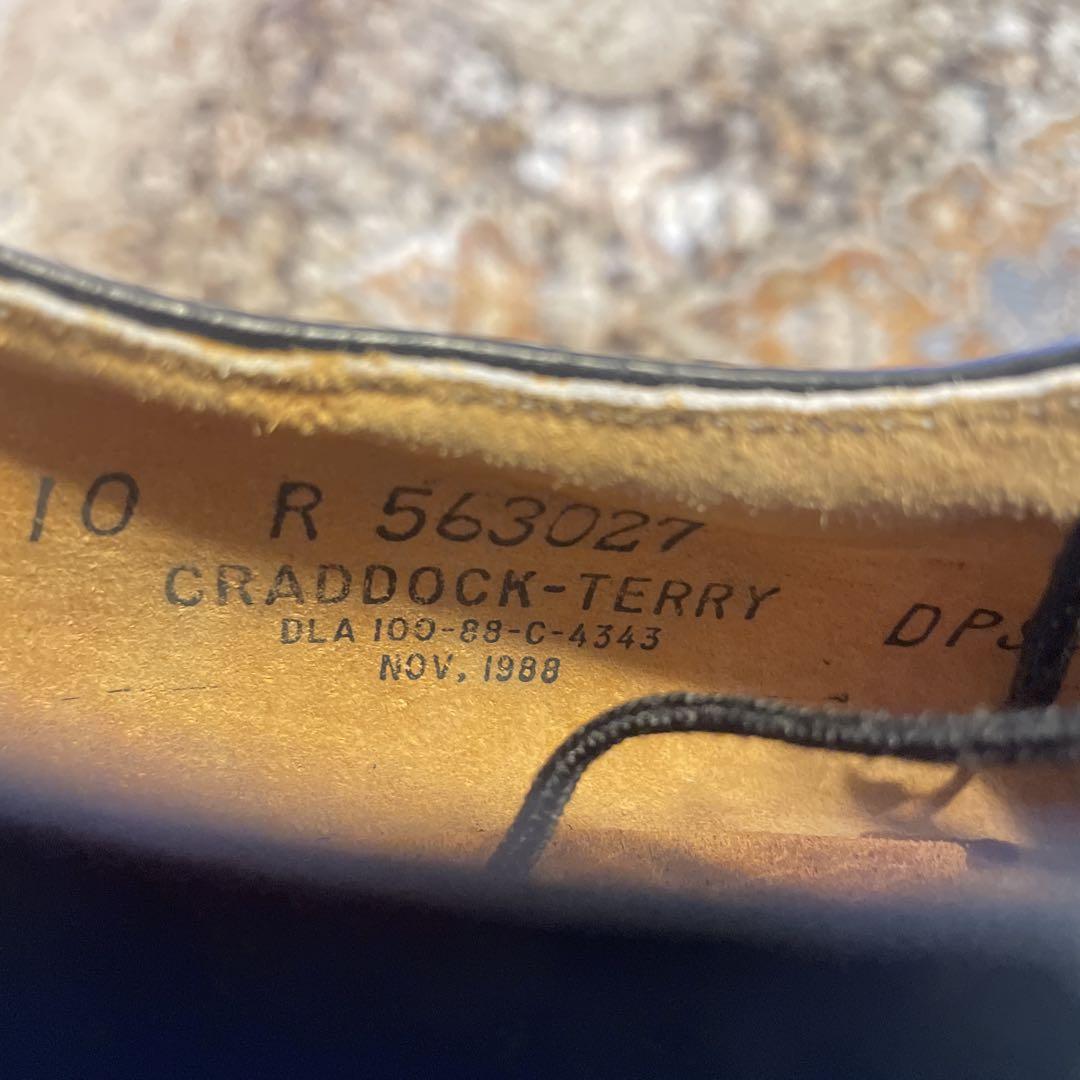 10 R 563027
CRADDOCK-TERRY
DLA 100-88-C-4343
NOV, 1988